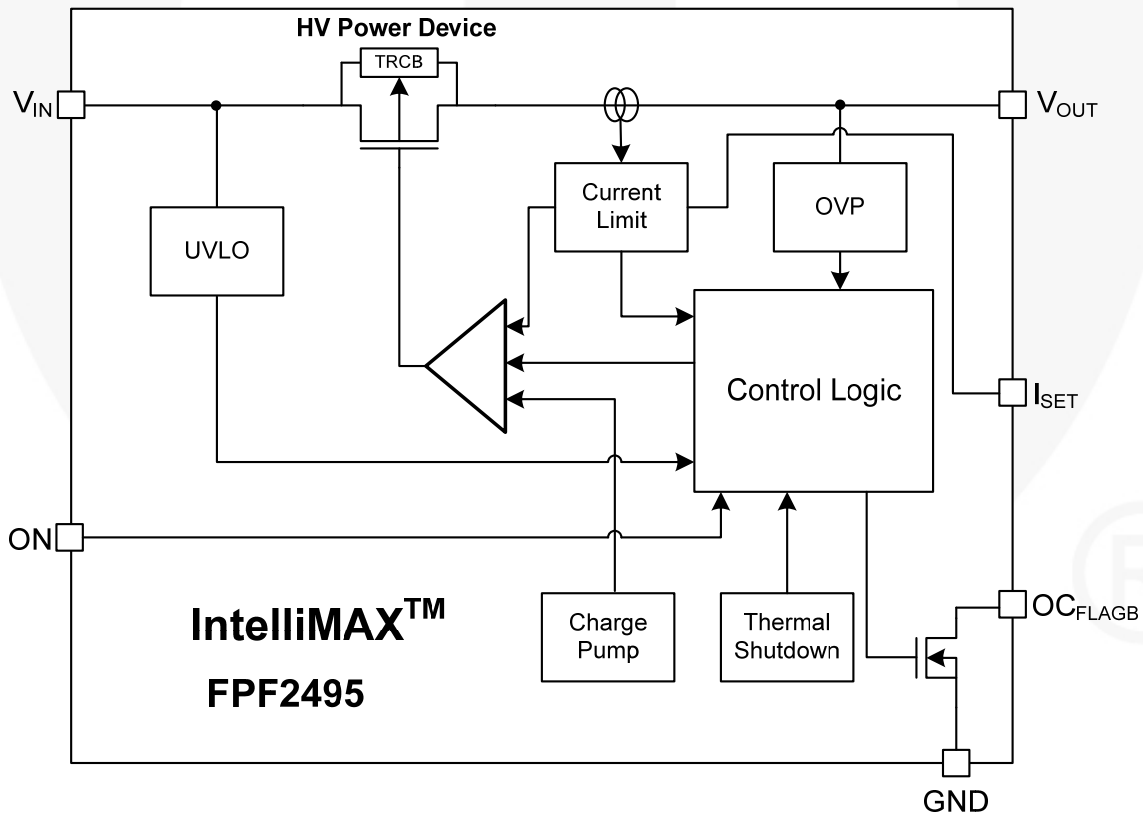 HV Power Device
TRCB
VIN
VOUT
Current
Limit
OVP
UVLO
Control Logic
ISET
ON
OCFLAGB
IntelliMAX™
FPF2495
Charge
Pump
Thermal
Shutdown
GND
®